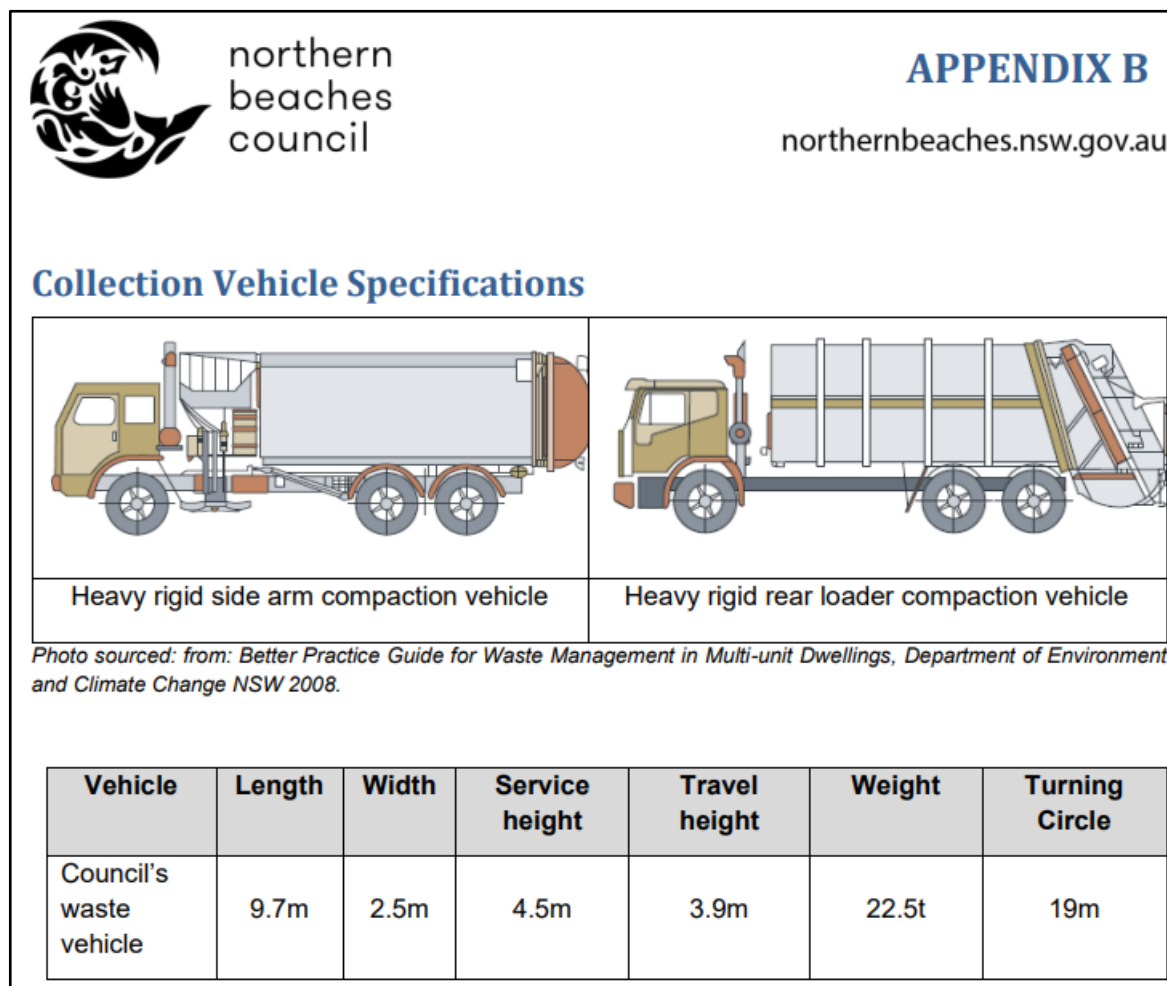 northern
beaches
council
APPENDIX B
northernbeaches.nsw.gov.au
Collection Vehicle Specifications
Heavy rigid side arm compaction vehicle
Heavy rigid rear loader compaction vehicle
Photo sourced: from: Better Practice Guide for Waste Management in Multi-unit Dwellings, Department of Environment
and Climate Change NSW 2008.
Vehicle Length Width Service height Travel height Weight Turning Circle
Council's waste vehicle 9.7m 2.5m 4.5m 3.9m 22.5t 19m